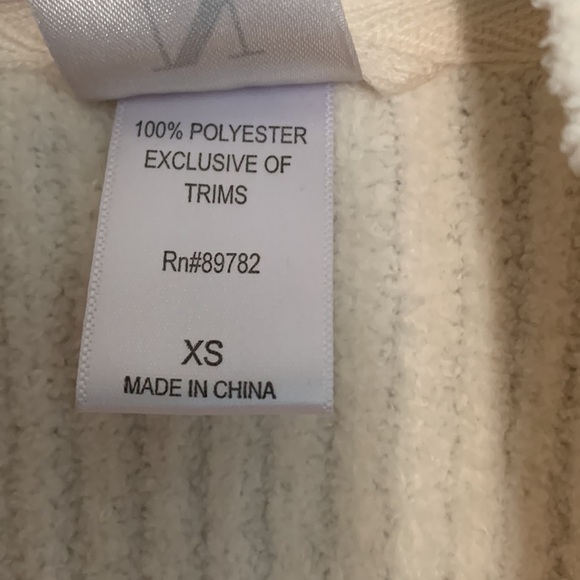 100% POLYESTER
EXCLUSIVE OF
TRIMS
Rn#89782
XS
MADE IN CHINA